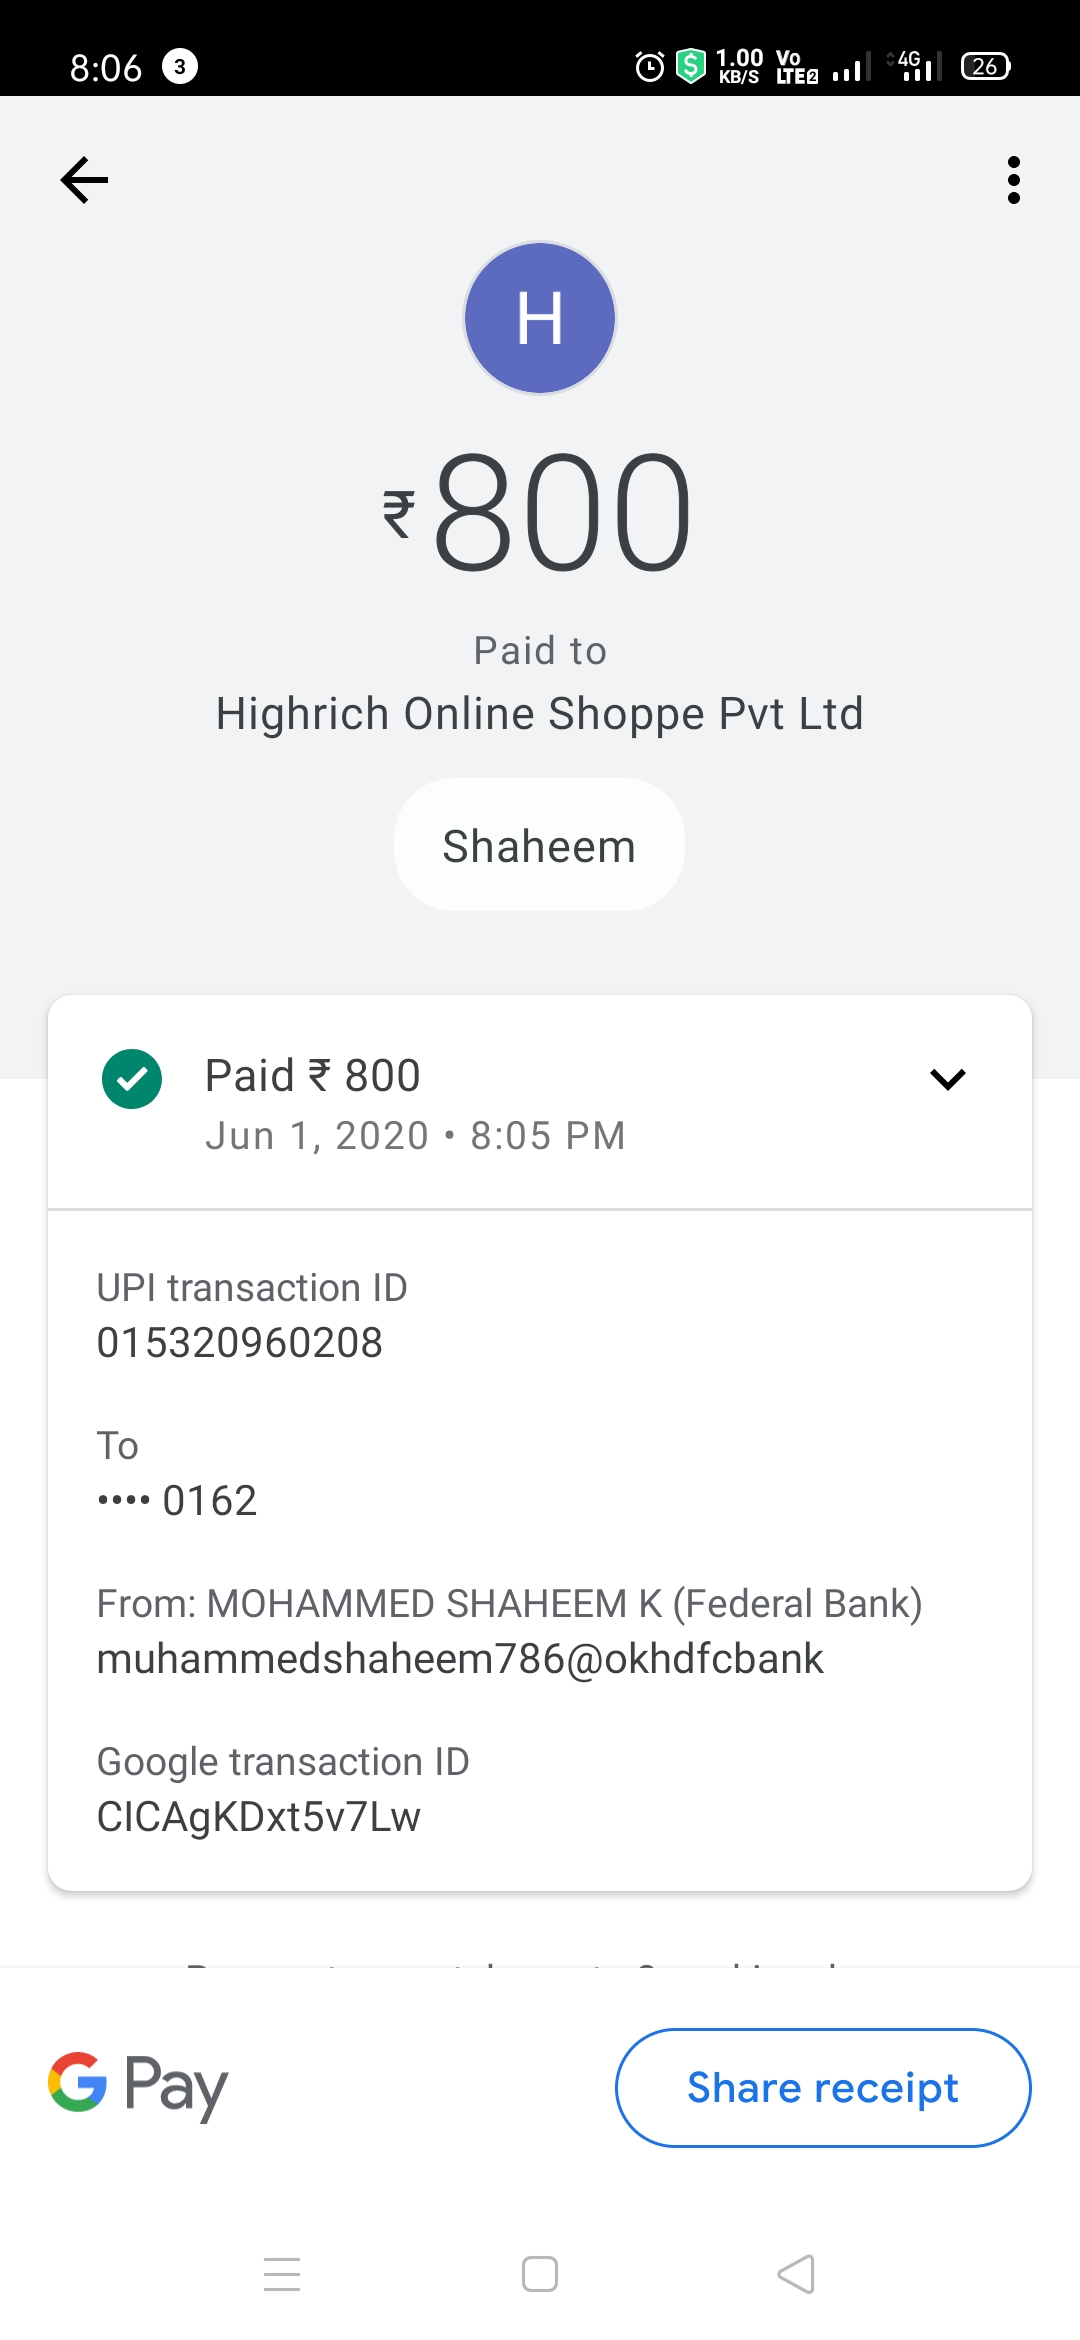 8:06 3 1.00 KB/S Vo LTE2 4G 26
H
₹800
Paid to
Highrich Online Shoppe Pvt Ltd
Shaheem
Paid ₹ 800
Jun 1, 2020 • 8:05 PM
UPI transaction ID
015320960208
To
•••• 0162
From: MOHAMMED SHAHEEM K (Federal Bank)
muhammedshaheem786@okhdfcbank
Google transaction ID
CICAgKDxt5v7Lw
G Pay
Share receipt